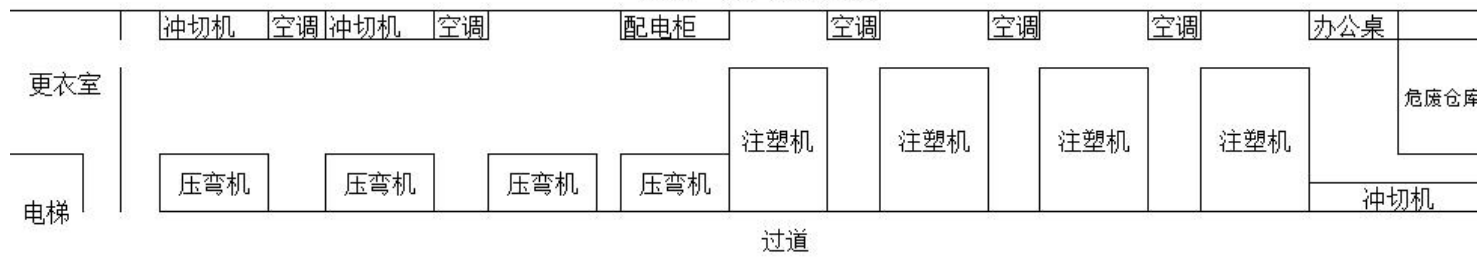 冲切机 空调 冲切机 空调 配电柜 空调 空调 空调 办公桌
更衣室
危废仓库
注塑机 注塑机 注塑机 注塑机
压弯机 压弯机 压弯机 压弯机
冲切机
电梯
过道